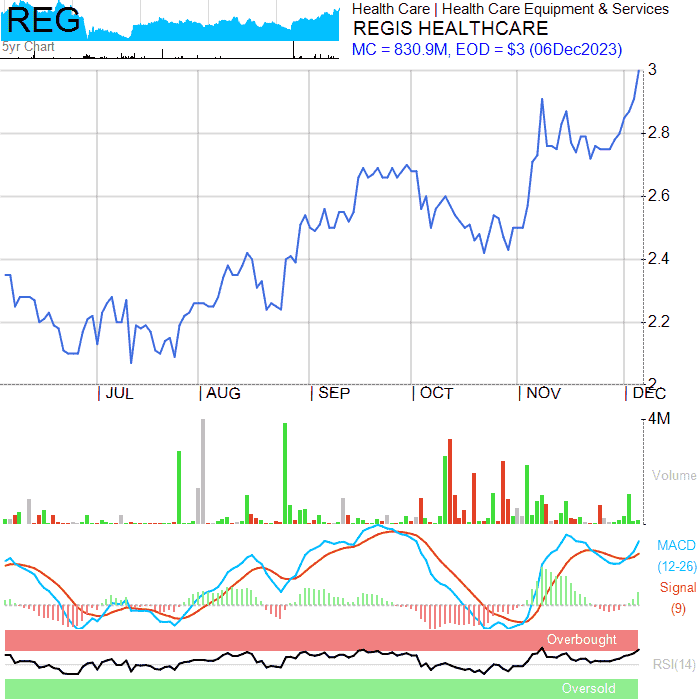 REG
5yr Chart
Health Care | Health Care Equipment & Services
REGIS HEALTHCARE
MC = 830.9M, EOD = $3 (06Dec2023)
3
2.8
2.6
2.4
2.2
2
JUL AUG SEP OCT NOV DEC
4M
Volume
MACD
(12-26)
Signal
(9)
Overbought
RSI(14)
Oversold